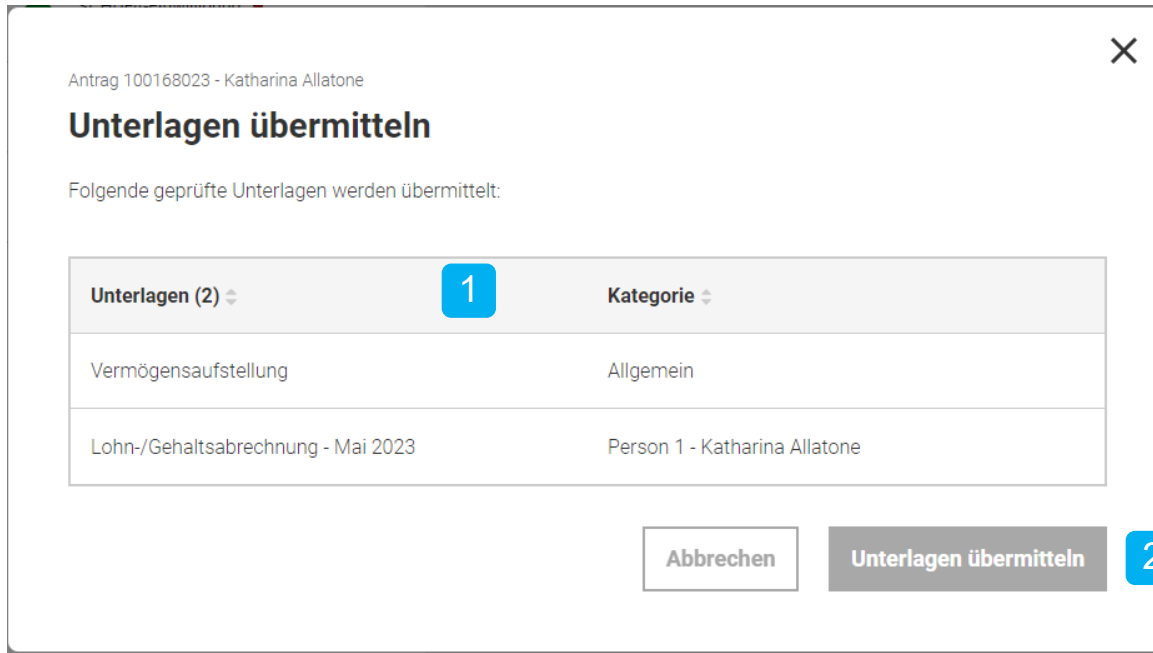 Antrag 100168023 - Katharina Allatone
Unterlagen übermitteln
Folgende geprüfte Unterlagen werden übermittelt:
Unterlagen (2) 1 Kategorie
Vermögensaufstellung Allgemein
Lohn-/Gehaltsabrechnung - Mai 2023 Person 1 - Katharina Allatone
Abbrechen Unterlagen übermitteln 2